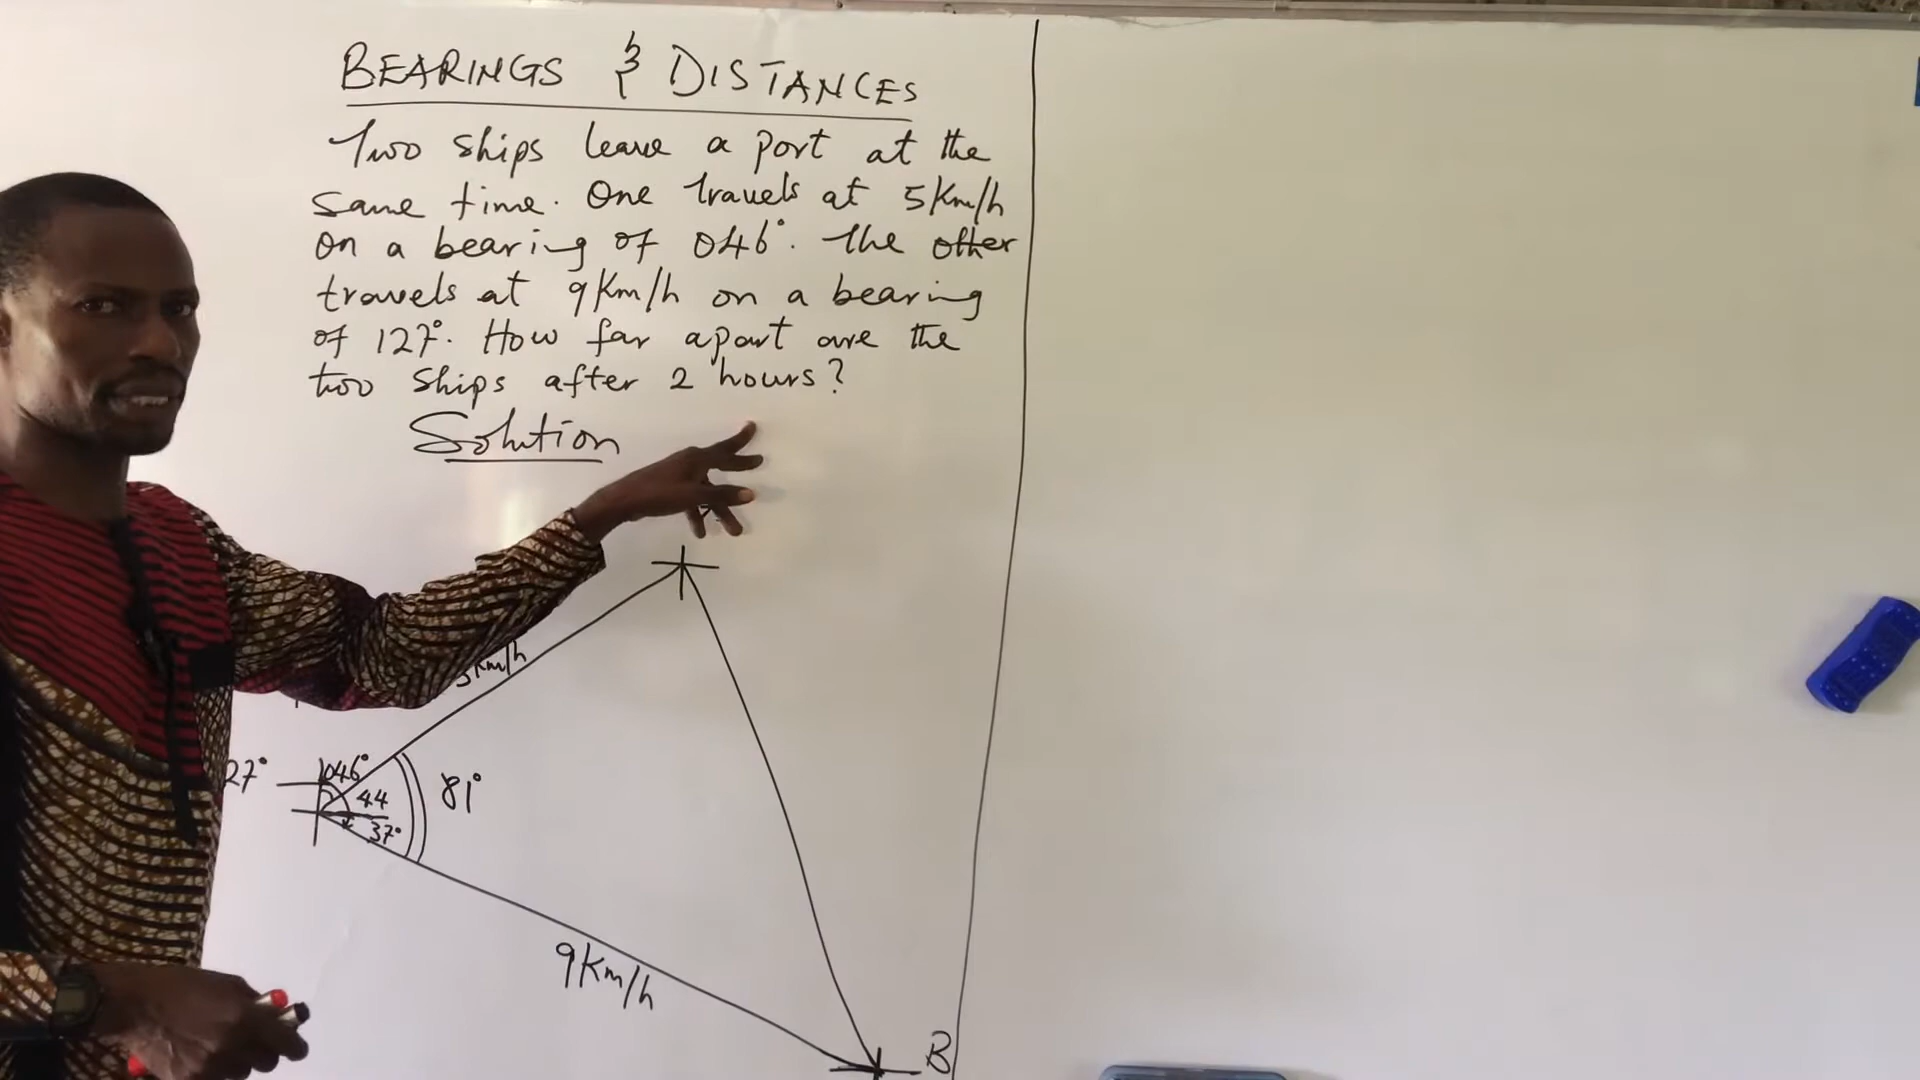 BEARINGS & DISTANCES
Two ships leave a port at the
same time. One travels at 5Km/h
on a bearing of 046°. The other
travels at 9Km/h on a bearing
of 127°. How far apart are the
two ships after 2 hours?
Solution
5km/h
27°
046°
44
37°
81°
9Km/h
B